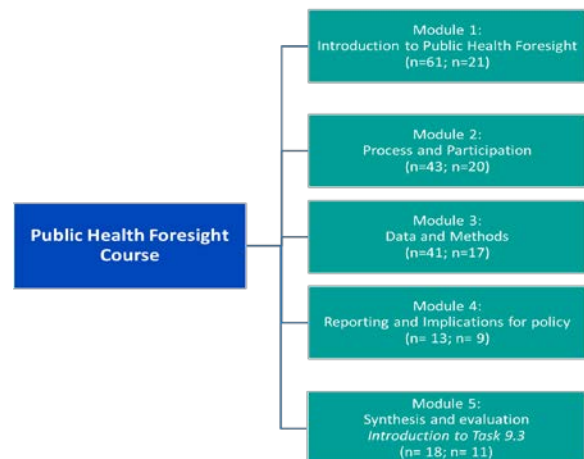 Module 1:
Introduction to Public Health Foresight
(n=61; n=21)
Module 2:
Process and Participation
(n=43; n=20)
Public Health Foresight
Course
Module 3:
Data and Methods
(n=41; n=17)
Module 4:
Reporting and Implications for policy
(n= 13; n= 9)
Module 5:
Synthesis and evaluation
Introduction to Task 9.3
(n= 18; n= 11)